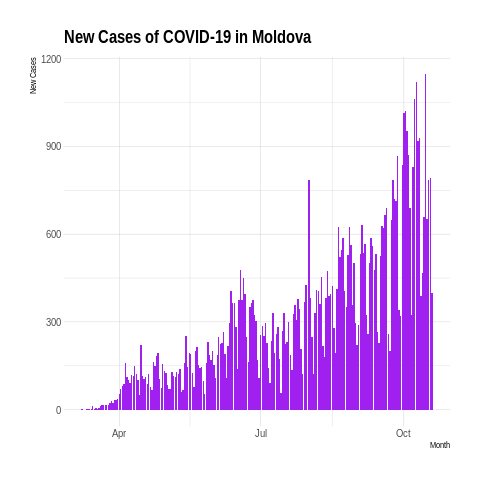 New Cases of COVID-19 in Moldova
New Cases
1200
900
600
300
0
Apr
Jul
Oct
Month